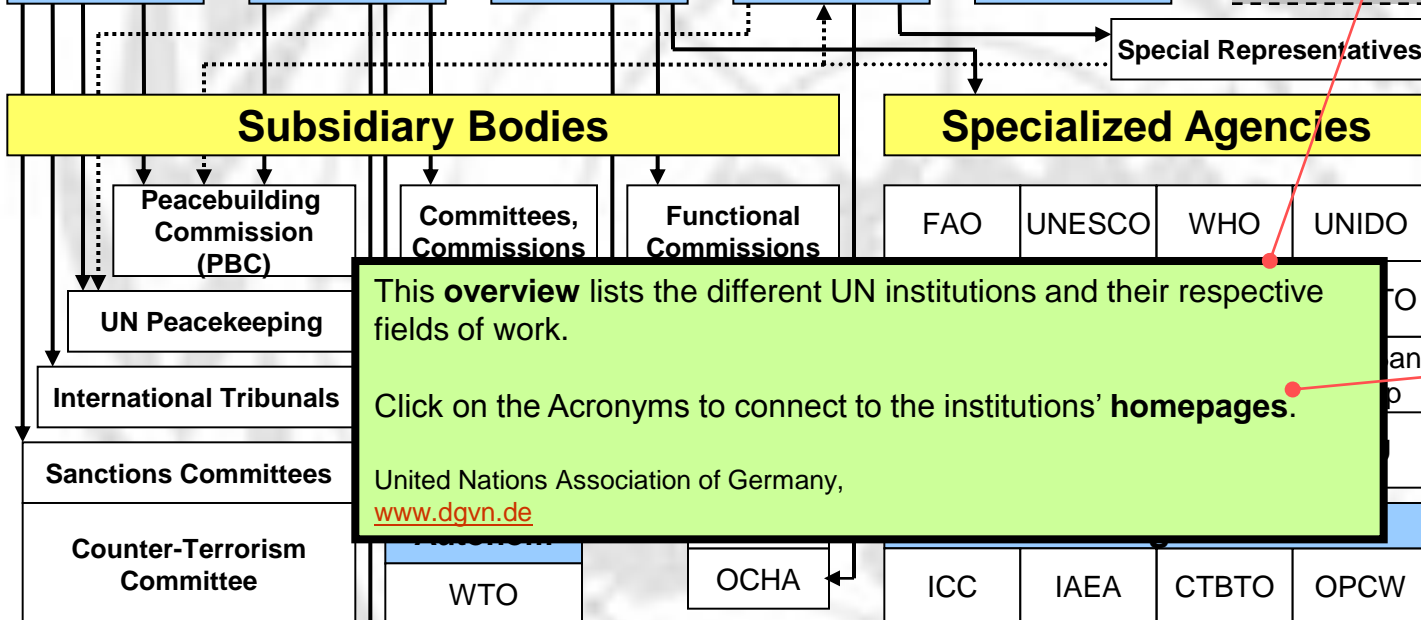 Special Representatives
Subsidiary Bodies
Specialized Agencies
Peacebuilding
Commission
(PBC)
Committees,
Commissions
Functional
Commissions
FAO
UNESCO
WHO
UNIDO
UN Peacekeeping
International Tribunals
Sanctions Committees
Counter-Terrorism
Committee
This overview lists the different UN institutions and their respective
fields of work.
Click on the Acronyms to connect to the institutions’ homepages.
United Nations Association of Germany,
www.dgvn.de
WTO
OCHA
ICC
IAEA
CTBTO
OPCW